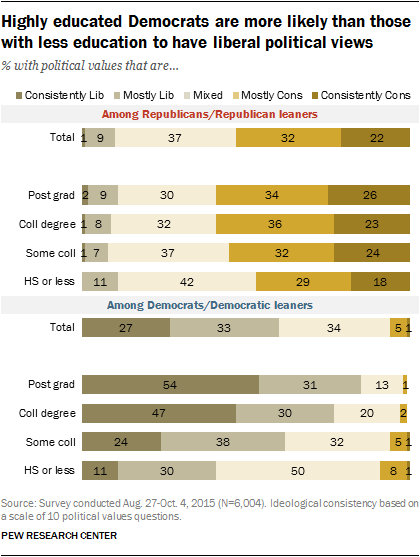 Highly educated Democrats are more likely than those
with less education to have liberal political views
% with political values that are...
Consistently Lib Mostly Lib Mixed Mostly Cons Consistently Cons
Among Republicans/Republican leaners
Total 1 9 37 32 22
Post grad 2 9 30 34 26
Coll degree 1 8 32 36 23
Some coll 1 7 37 32 24
HS or less 11 42 29 18
Among Democrats/Democratic leaners
Total 27 33 34 5 1
Post grad 54 31 13 1
Coll degree 47 30 20 2
Some coll 24 38 32 5 1
HS or less 11 30 50 8 1
Source: Survey conducted Aug. 27-Oct. 4, 2015 (N=6,004). Ideological consistency based on
a scale of 10 political values questions.
PEW RESEARCH CENTER